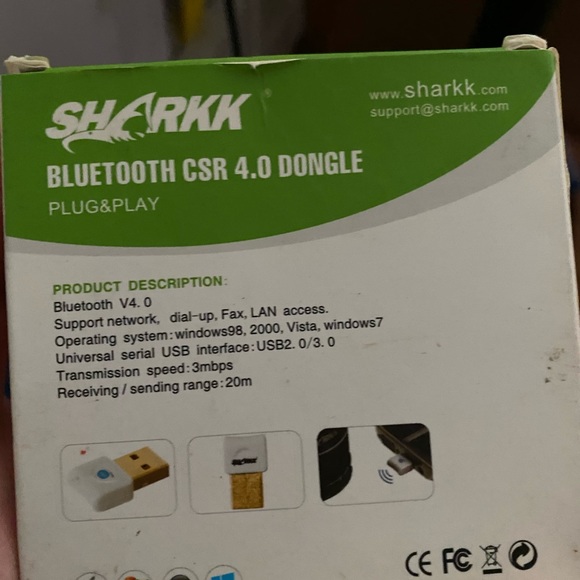 SHARKK®
www.sharkk.com
support@sharkk.com
BLUETOOTH CSR 4.0 DONGLE
PLUG&PLAY
PRODUCT DESCRIPTION:
Bluetooth V4. 0
Support network, dial-up, Fax, LAN access.
Operating system:windows98, 2000, Vista, windows7
Universal serial USB interface:USB2. 0/3. 0
Transmission speed:3mbps
Receiving / sending range:20m
SHARKK
CE FC